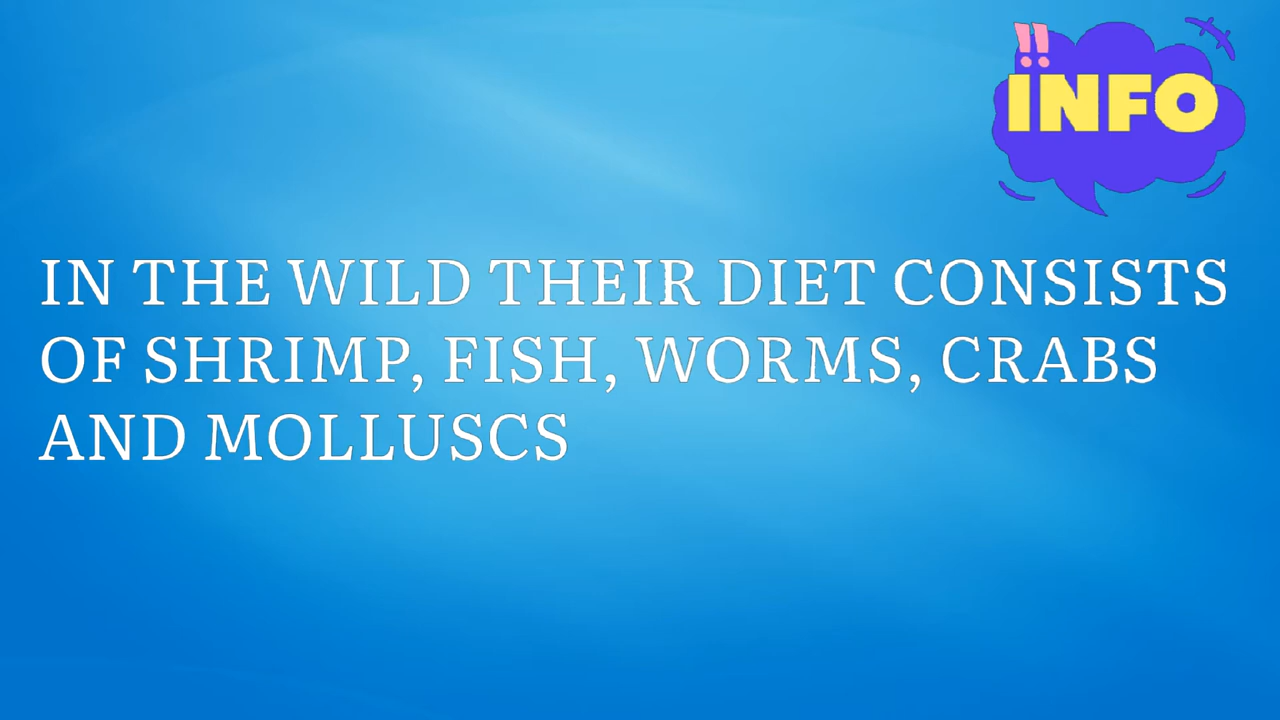 !! INFO
IN THE WILD THEIR DIET CONSISTS
OF SHRIMP, FISH, WORMS, CRABS
AND MOLLUSCS